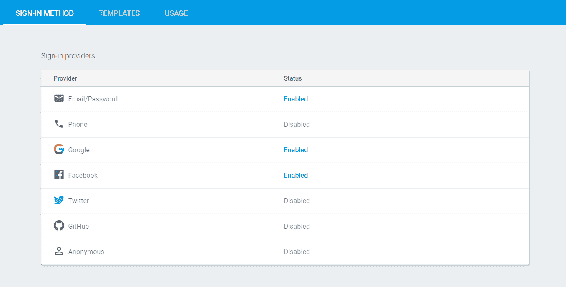 SIGN-IN METHOD TEMPLATES USAGE
Sign-in providers
Provider Status
Email/Password Enabled
Phone Disabled
Google Enabled
Facebook Enabled
Twitter Disabled
GitHub Disabled
Anonymous Disabled